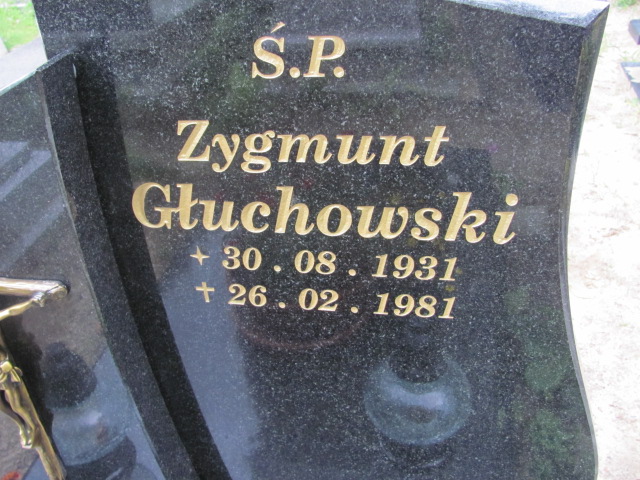 Ś.P.
Zygmunt
Głuchowski
✦ 30.08.1931
✝ 26.02.1981